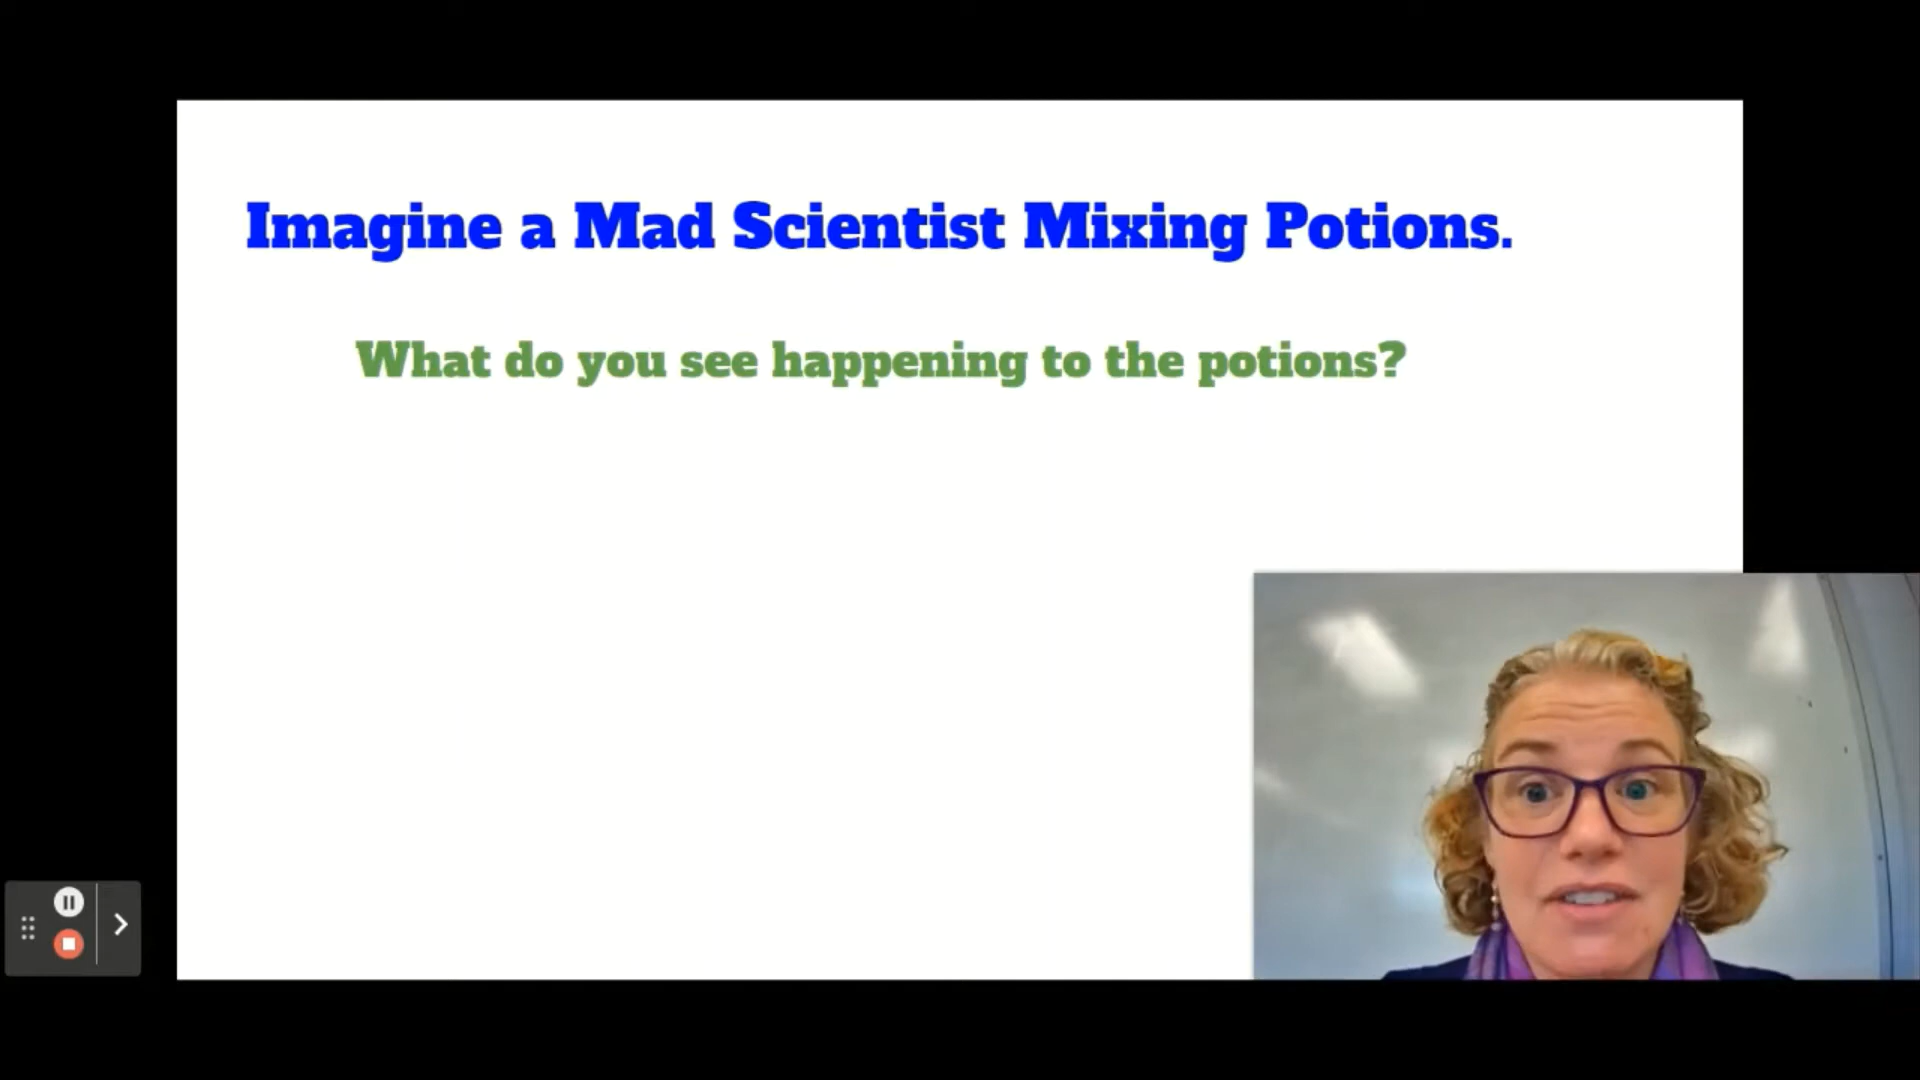 Imagine a Mad Scientist Mixing Potions.
What do you see happening to the potions?